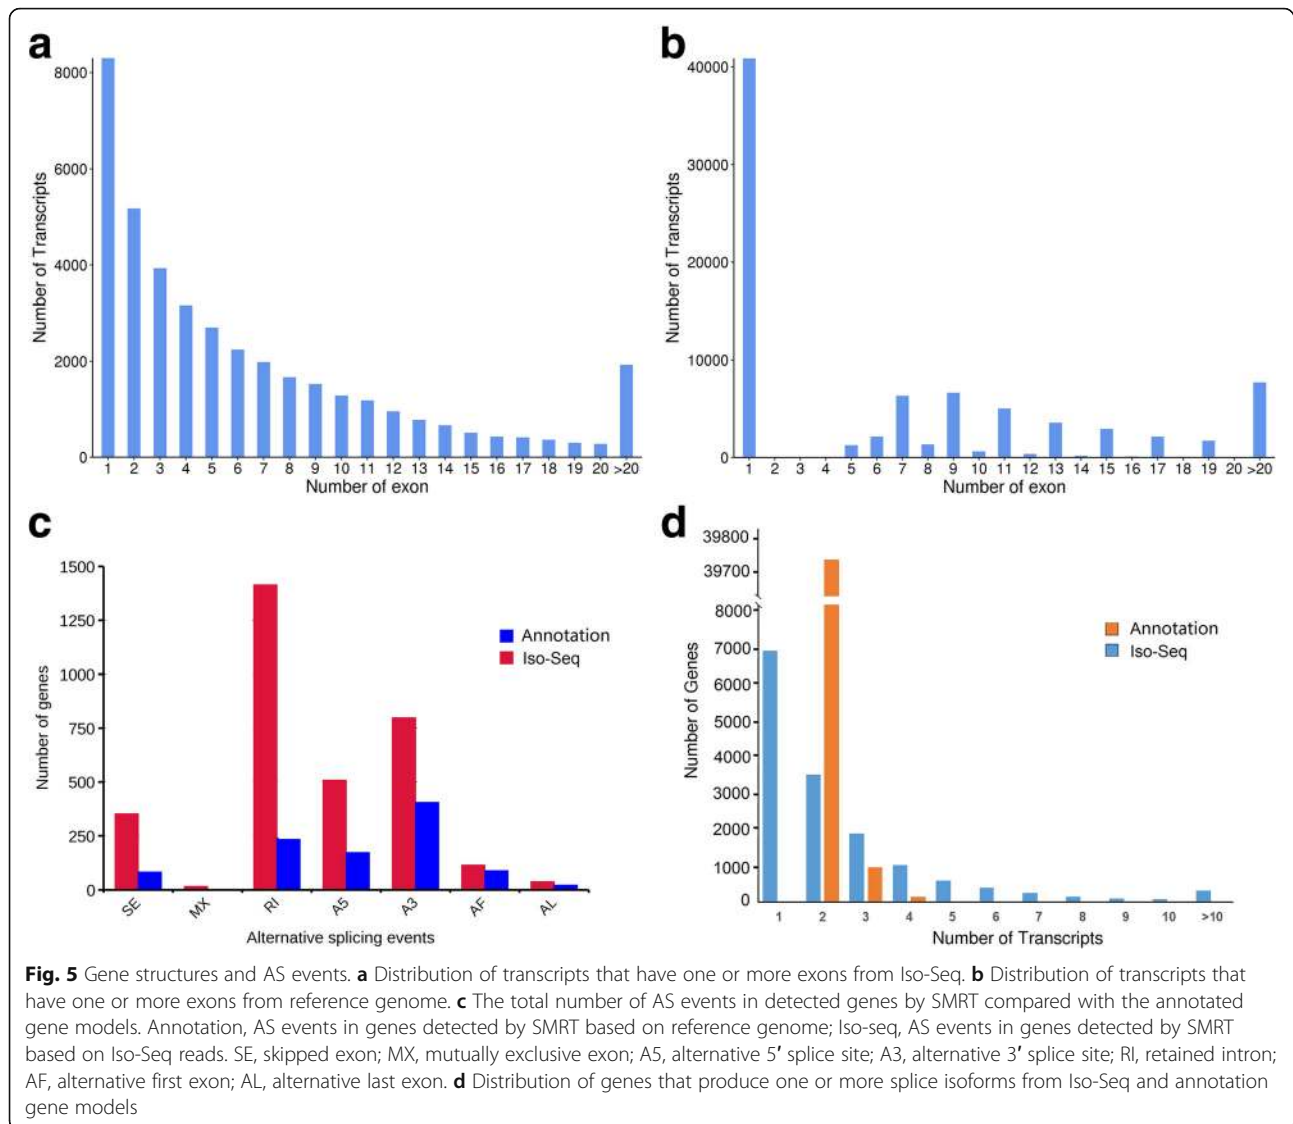 a
8000
6000
4000
2000
0
Number of Transcripts
1 2 3 4 5 6 7 8 9 10 11 12 13 14 15 16 17 18 19 20 >20
Number of exon
b
40000
30000
20000
10000
0
Number of Transcripts
1 2 3 4 5 6 7 8 9 10 11 12 13 14 15 16 17 18 19 20 >20
Number of exon
c
1500
1250
1000
750
500
250
0
Number of genes
Annotation
Iso-Seq
SE MX RI A5 A3 AF AL
Alternative splicing events
d
39800
39700
8000
7000
6000
5000
4000
3000
2000
1000
0
Number of Genes
Annotation
Iso-Seq
1 2 3 4 5 6 7 8 9 10 >10
Number of Transcripts
Fig. 5 Gene structures and AS events. a Distribution of transcripts that have one or more exons from Iso-Seq. b Distribution of transcripts that
have one or more exons from reference genome. c The total number of AS events in detected genes by SMRT compared with the annotated
gene models. Annotation, AS events in genes detected by SMRT based on reference genome; Iso-seq, AS events in genes detected by SMRT
based on Iso-Seq reads. SE, skipped exon; MX, mutually exclusive exon; A5, alternative 5′ splice site; A3, alternative 3′ splice site; RI, retained intron;
AF, alternative first exon; AL, alternative last exon. d Distribution of genes that produce one or more splice isoforms from Iso-Seq and annotation
gene models